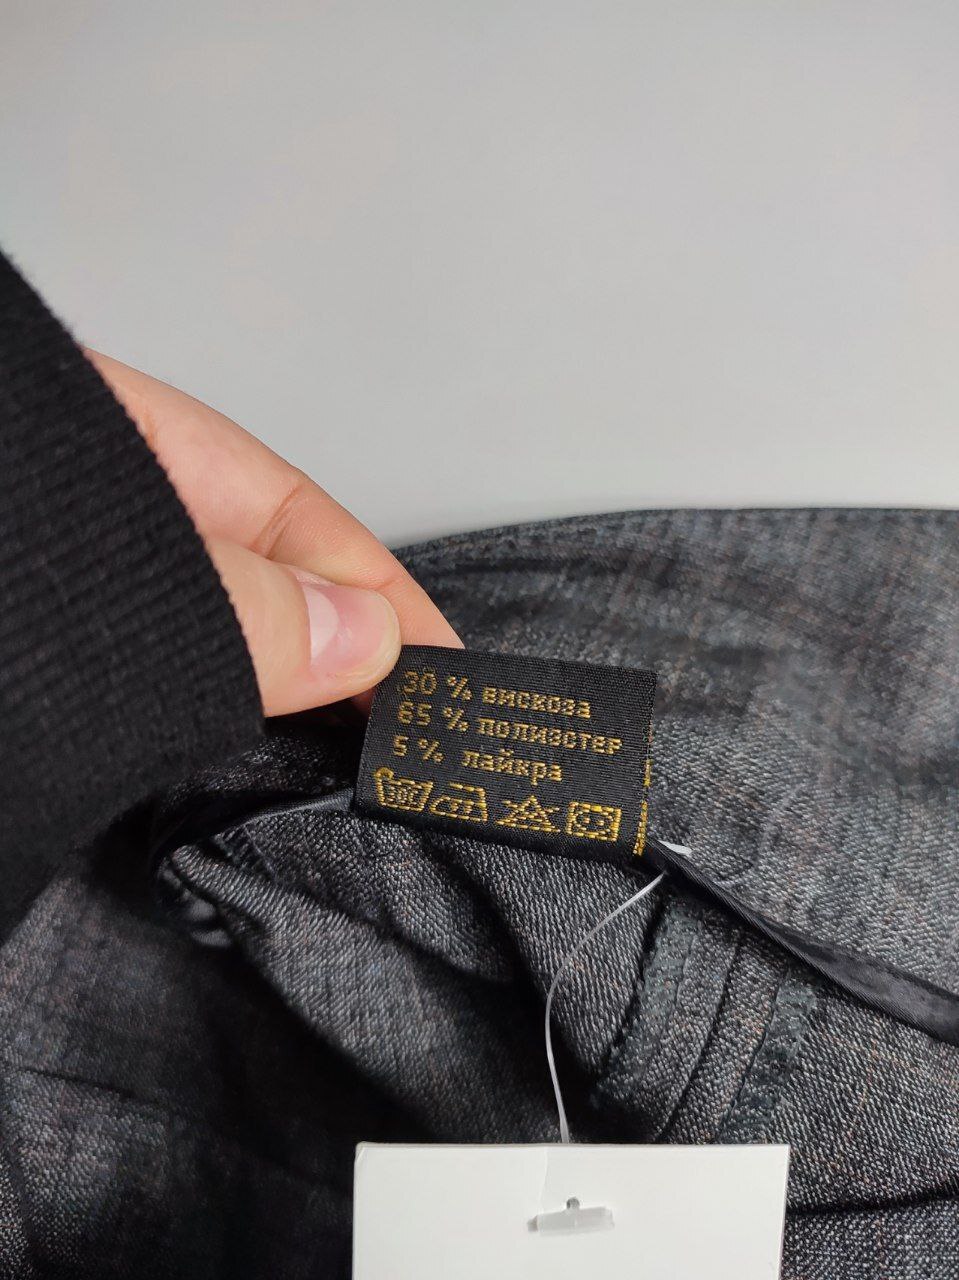 30 % вискоза
65 % полиэстер
5 % лайкра